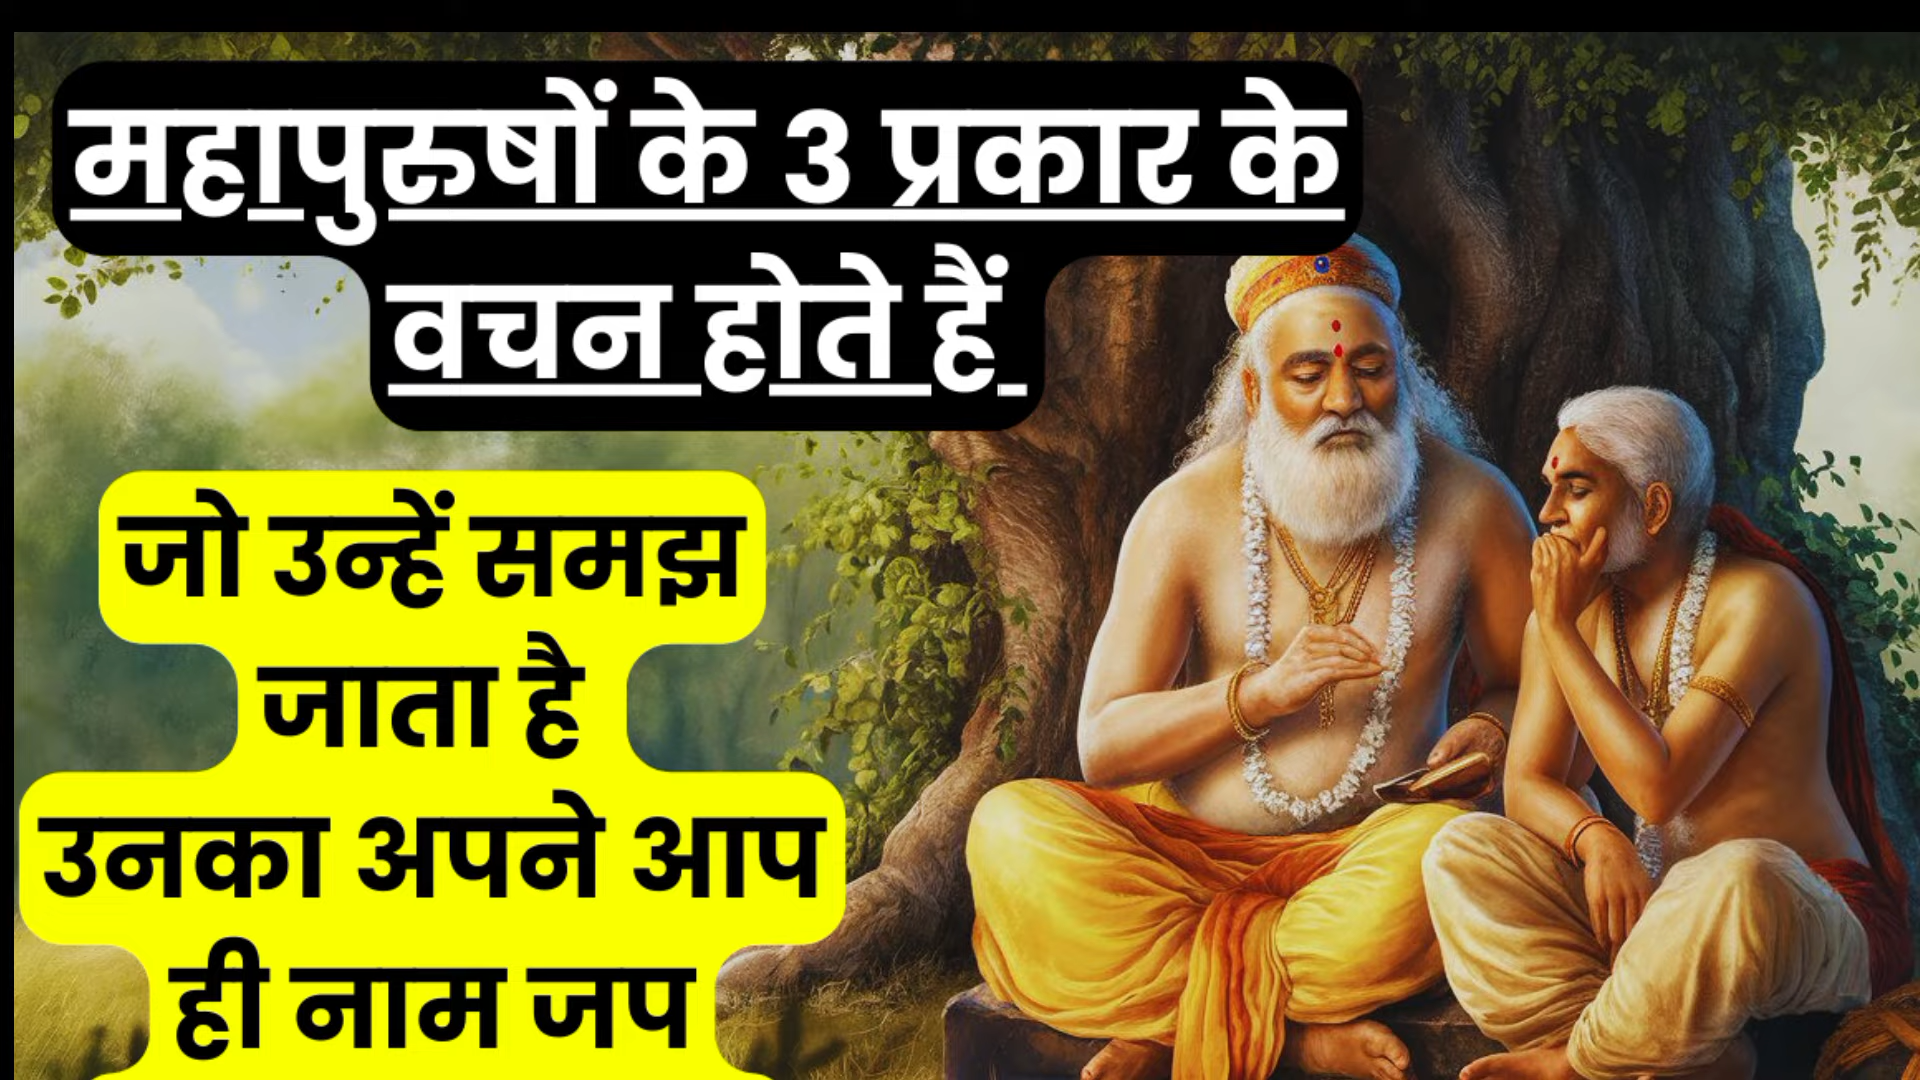 महापुरुषों के 3 प्रकार के
वचन होते हैं
जो उन्हें समझ
जाता है
उनका अपने आप
ही नाम जप